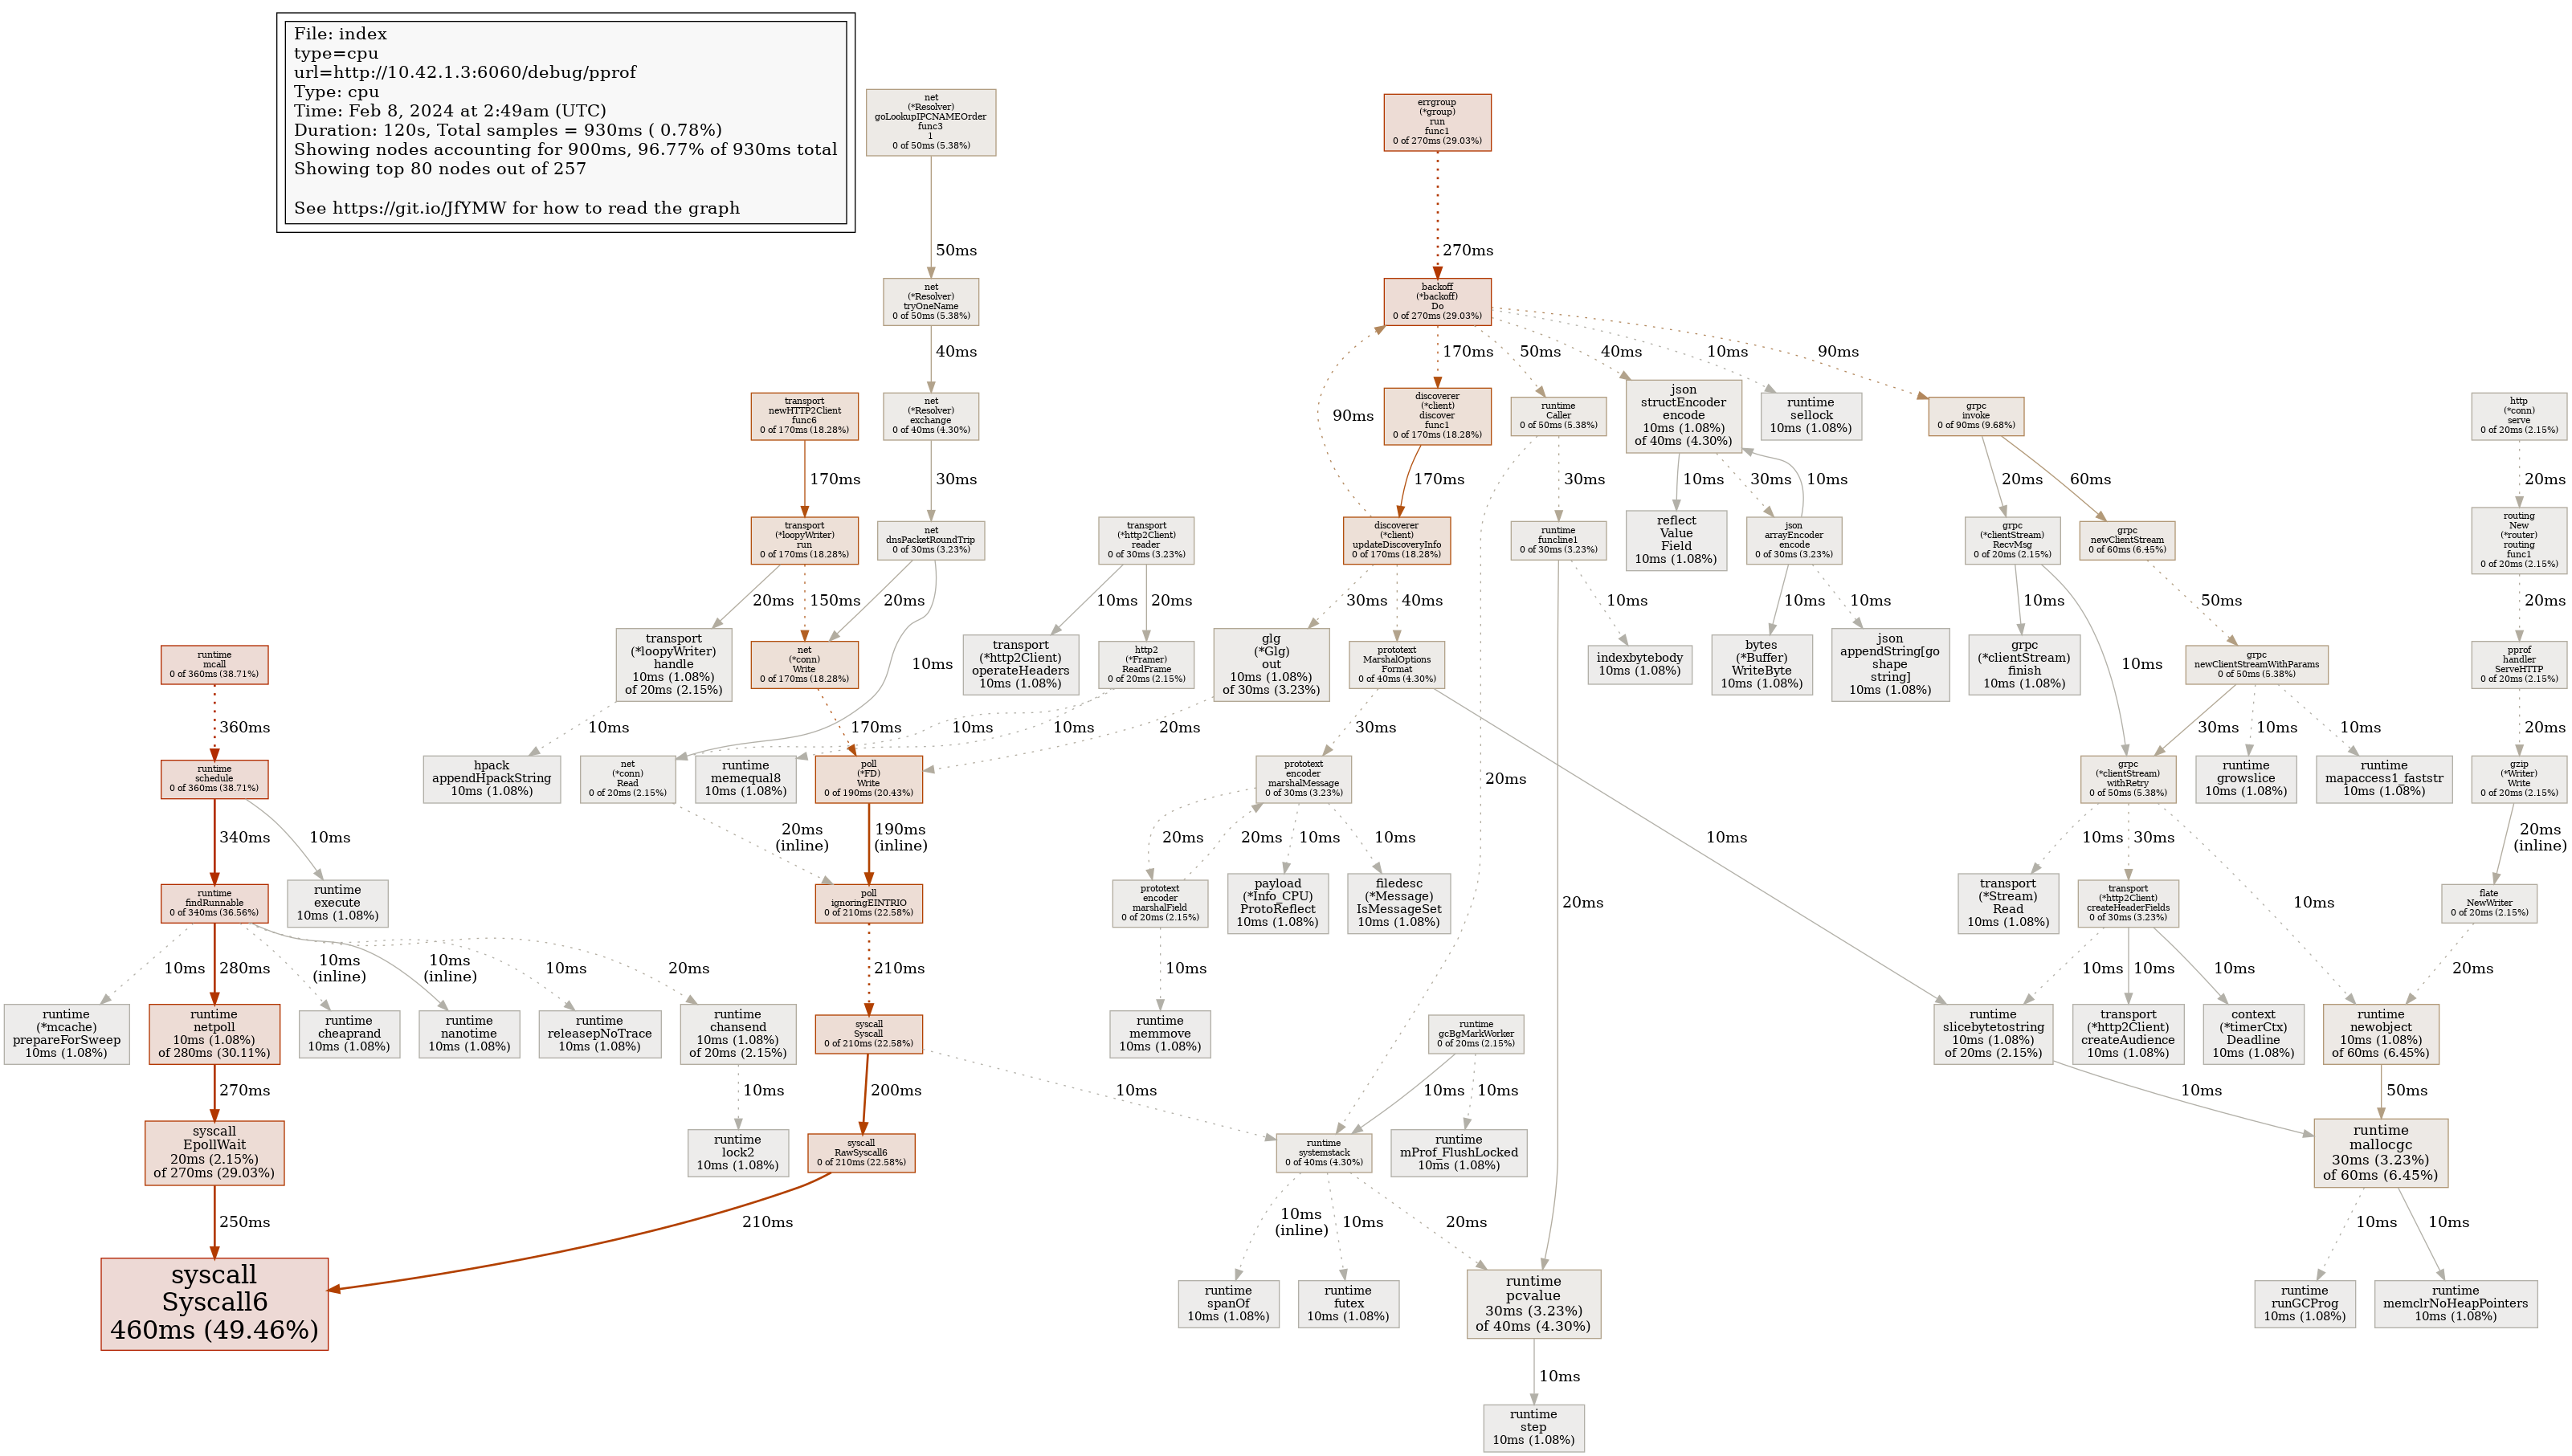 File: index
type=cpu
url=http://10.42.1.3:6060/debug/pprof
Type: cpu
Time: Feb 8, 2024 at 2:49am (UTC)
Duration: 120s, Total samples = 930ms ( 0.78%)
Showing nodes accounting for 900ms, 96.77% of 930ms total
Showing top 80 nodes out of 257
See https://git.io/JfYMW for how to read the graph
net
(*Resolver)
goLookupIPCNAMEOrder
func3
1
0 of 50ms (5.38%)
errgroup
(*group)
run
func1
0 of 270ms (29.03%)
50ms
270ms
net
(*Resolver)
tryOneName
0 of 50ms (5.38%)
backoff
(*backoff)
Do
0 of 270ms (29.03%)
40ms
170ms
50ms
40ms
10ms
90ms
transport
newHTTP2Client
func6
0 of 170ms (18.28%)
net
(*Resolver)
exchange
0 of 40ms (4.30%)
90ms
discoverer
(*client)
discover
func1
0 of 170ms (18.28%)
runtime
Caller
0 of 50ms (5.38%)
json
structEncoder
encode
10ms (1.08%)
of 40ms (4.30%)
runtime
sellock
10ms (1.08%)
grpc
invoke
0 of 90ms (9.68%)
http
(*conn)
serve
0 of 20ms (2.15%)
170ms
30ms
170ms
30ms
10ms
30ms
10ms
20ms
60ms
20ms
transport
(*loopyWriter)
run
0 of 170ms (18.28%)
net
dnsPacketRoundTrip
0 of 30ms (3.23%)
transport
(*http2Client)
reader
0 of 30ms (3.23%)
discoverer
(*client)
updateDiscoveryInfo
0 of 170ms (18.28%)
runtime
funcline1
0 of 30ms (3.23%)
reflect
Value
Field
10ms (1.08%)
json
arrayEncoder
encode
0 of 30ms (3.23%)
grpc
(*clientStream)
RecvMsg
0 of 20ms (2.15%)
grpc
newClientStream
0 of 60ms (6.45%)
routing
New
(*router)
routing
func1
0 of 20ms (2.15%)
20ms
150ms
20ms
10ms
10ms
20ms
30ms
40ms
10ms
10ms
10ms
10ms
10ms
50ms
20ms
runtime
mcall
0 of 360ms (38.71%)
transport
(*loopyWriter)
handle
10ms (1.08%)
of 20ms (2.15%)
net
(*conn)
Write
0 of 170ms (18.28%)
transport
(*http2Client)
operateHeaders
10ms (1.08%)
http2
(*Framer)
ReadFrame
0 of 20ms (2.15%)
glg
(*Glg)
out
10ms (1.08%)
of 30ms (3.23%)
prototext
MarshalOptions
Format
0 of 40ms (4.30%)
indexbytebody
10ms (1.08%)
bytes
(*Buffer)
WriteByte
10ms (1.08%)
json
appendString[go
shape
string]
10ms (1.08%)
grpc
(*clientStream)
finish
10ms (1.08%)
grpc
newClientStreamWithParams
0 of 50ms (5.38%)
pprof
handler
ServeHTTP
0 of 20ms (2.15%)
360ms
10ms
170ms
10ms
10ms
20ms
30ms
30ms
10ms
10ms
20ms
runtime
schedule
0 of 360ms (38.71%)
hpack
appendHpackString
10ms (1.08%)
net
(*conn)
Read
0 of 20ms (2.15%)
runtime
memequal8
10ms (1.08%)
poll
(*FD)
Write
0 of 190ms (20.43%)
prototext
encoder
marshalMessage
0 of 30ms (3.23%)
20ms
grpc
(*clientStream)
withRetry
0 of 50ms (5.38%)
runtime
growslice
10ms (1.08%)
runtime
mapaccess1_faststr
10ms (1.08%)
gzip
(*Writer)
Write
0 of 20ms (2.15%)
340ms
10ms
20ms
(inline)
190ms
(inline)
20ms
20ms
10ms
10ms
10ms
10ms
30ms
20ms
(inline)
runtime
findRunnable
0 of 340ms (36.56%)
runtime
execute
10ms (1.08%)
poll
ignoringEINTRIO
0 of 210ms (22.58%)
prototext
encoder
marshalField
0 of 20ms (2.15%)
payload
(*Info_CPU)
ProtoReflect
10ms (1.08%)
filedesc
(*Message)
IsMessageSet
10ms (1.08%)
20ms
transport
(*Stream)
Read
10ms (1.08%)
transport
(*http2Client)
createHeaderFields
0 of 30ms (3.23%)
10ms
flate
NewWriter
0 of 20ms (2.15%)
10ms
280ms
10ms
(inline)
10ms
(inline)
10ms
20ms
210ms
10ms
10ms
10ms
10ms
20ms
runtime
(*mcache)
prepareForSweep
10ms (1.08%)
runtime
netpoll
10ms (1.08%)
of 280ms (30.11%)
runtime
cheaprand
10ms (1.08%)
runtime
nanotime
10ms (1.08%)
runtime
releasepNoTrace
10ms (1.08%)
runtime
chansend
10ms (1.08%)
of 20ms (2.15%)
syscall
Syscall
0 of 210ms (22.58%)
runtime
memmove
10ms (1.08%)
runtime
gcBgMarkWorker
0 of 20ms (2.15%)
runtime
slicebytetostring
10ms (1.08%)
of 20ms (2.15%)
transport
(*http2Client)
createAudience
10ms (1.08%)
context
(*timerCtx)
Deadline
10ms (1.08%)
runtime
newobject
10ms (1.08%)
of 60ms (6.45%)
270ms
10ms
200ms
10ms
10ms
10ms
10ms
50ms
syscall
EpollWait
20ms (2.15%)
of 270ms (29.03%)
runtime
lock2
10ms (1.08%)
syscall
RawSyscall6
0 of 210ms (22.58%)
runtime
systemstack
0 of 40ms (4.30%)
runtime
mProf_FlushLocked
10ms (1.08%)
runtime
mallocgc
30ms (3.23%)
of 60ms (6.45%)
250ms
210ms
10ms
(inline)
10ms
20ms
10ms
10ms
syscall
Syscall6
460ms (49.46%)
runtime
spanOf
10ms (1.08%)
runtime
futex
10ms (1.08%)
runtime
pcvalue
30ms (3.23%)
of 40ms (4.30%)
runtime
runGCProg
10ms (1.08%)
runtime
memclrNoHeapPointers
10ms (1.08%)
10ms
runtime
step
10ms (1.08%)